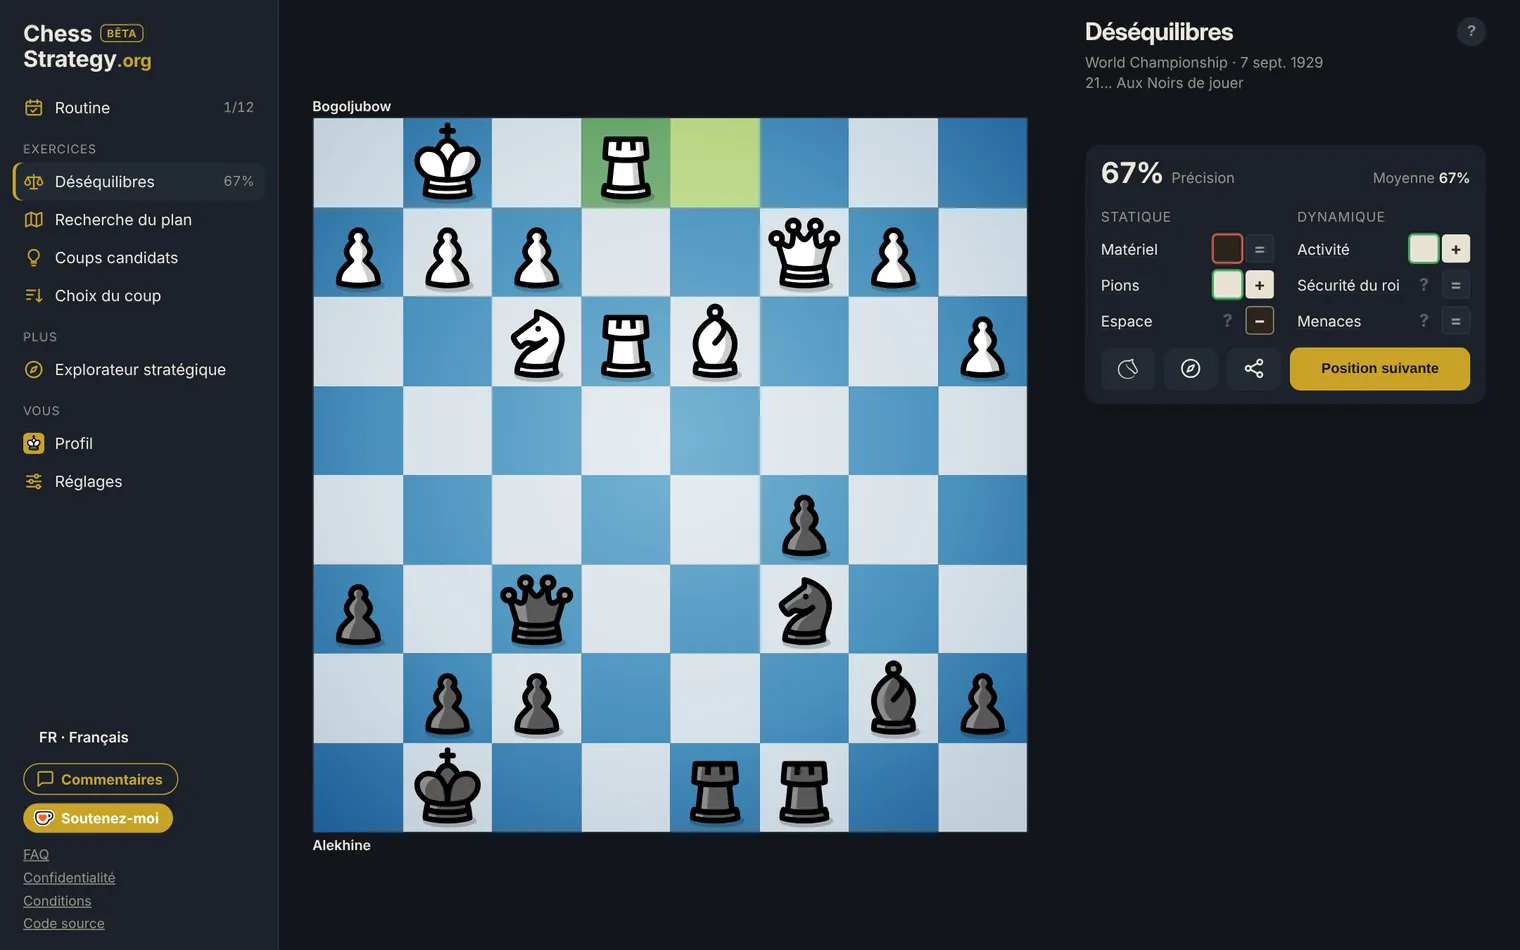 Chess BÊTA
Strategy.org
Routine 1/12
EXERCICES
Déséquilibres 67%
Recherche du plan
Coups candidats
Choix du coup
PLUS
Explorateur stratégique
VOUS
Profil
Réglages
FR · Français
Commentaires
Soutenez-moi
FAQ
Confidentialité
Conditions
Code source
Bogoljubow
Alekhine
Déséquilibres ?
World Championship · 7 sept. 1929
21... Aux Noirs de jouer
67% Précision Moyenne 67%
STATIQUE DYNAMIQUE
Matériel = Activité +
Pions + Sécurité du roi ? =
Espace ? − Menaces ? =
Position suivante